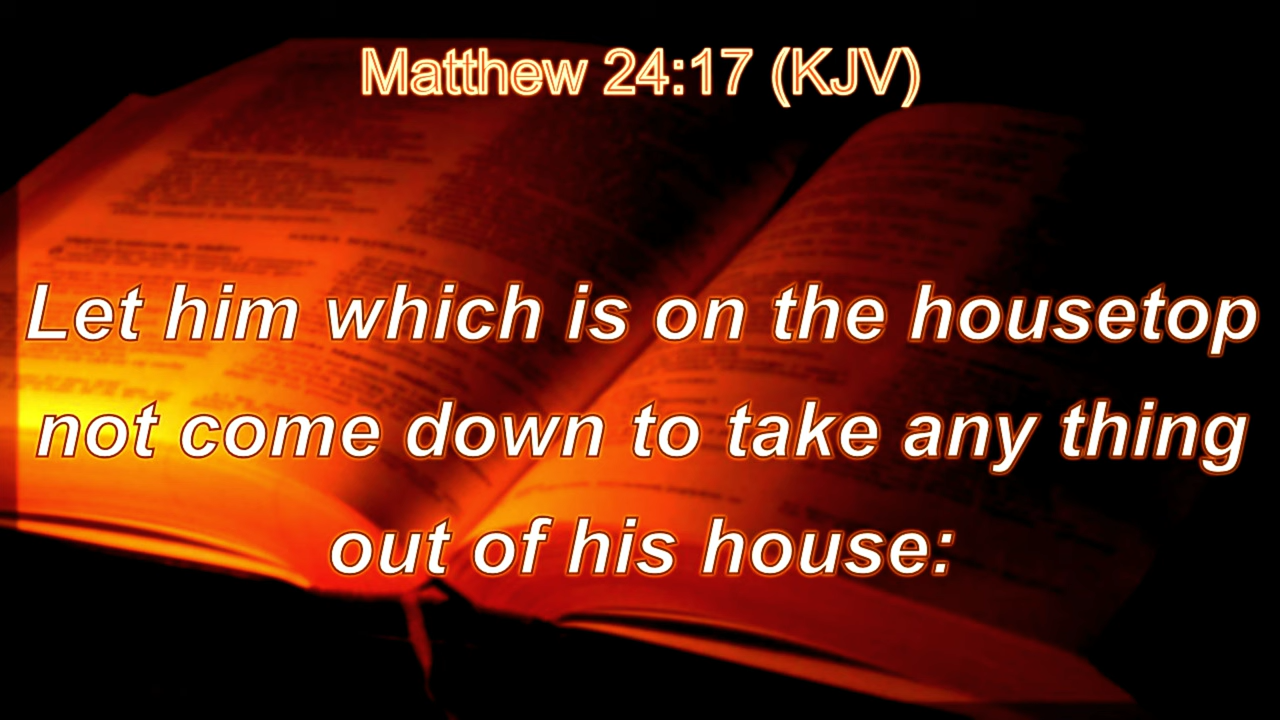 Matthew 24:17 (KJV)
Let him which is on the housetop
not come down to take any thing
out of his house: